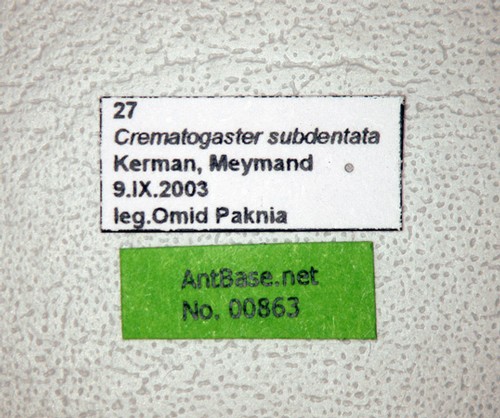 27
Crematogaster subdentata
Kerman, Meymand
9.IX.2003
leg.Omid Paknia
AntBase.net
No. 00863